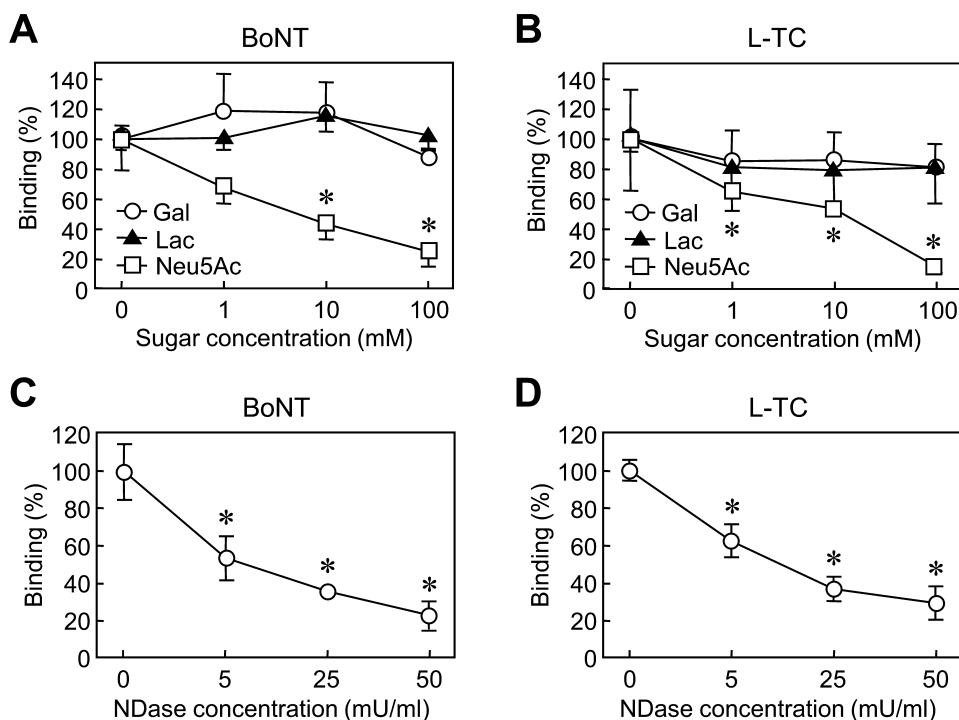 A
BoNT
Binding (%)
140
120
100
80
60
40
20
0
*
*
Gal
Lac
Neu5Ac
0 1 10 100
Sugar concentration (mM)
B
L-TC
Binding (%)
140
120
100
80
60
40
20
0
*
*
*
Gal
Lac
Neu5Ac
0 1 10 100
Sugar concentration (mM)
C
BoNT
Binding (%)
120
100
80
60
40
20
0
*
*
*
0 5 25 50
NDase concentration (mU/ml)
D
L-TC
Binding (%)
120
100
80
60
40
20
0
*
*
*
0 5 25 50
NDase concentration (mU/ml)